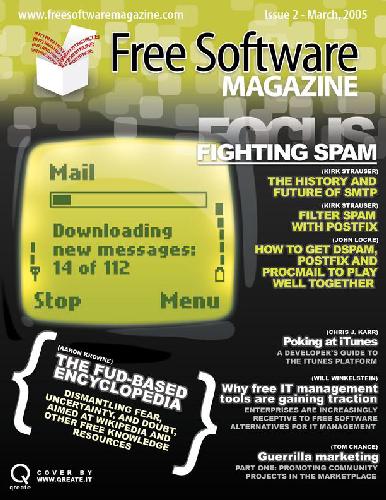 www.freesoftwaremagazine.com
Issue 2 - March, 2005
Free Software
MAGAZINE
FOCUS
FIGHTING SPAM
(KIRK STRAUSER)
THE HISTORY AND
FUTURE OF SMTP
(KIRK STRAUSER)
FILTER SPAM
WITH POSTFIX
(JOHN LOCKE)
HOW TO GET DSPAM,
POSTFIX AND
PROCMAIL TO PLAY
WELL TOGETHER
Mail
Downloading
new messages:
14 of 112
Stop
Menu
(CHRIS J. KARR)
Poking at iTunes
A DEVELOPER'S GUIDE TO
THE ITUNES PLATFORM
(WILL WINKELSTEIN)
Why free IT management
tools are gaining traction
ENTERPRISES ARE INCREASINGLY
RECEPTIVE TO FREE SOFTWARE
ALTERNATIVES FOR IT MANAGEMENT
(TOM CHANCE)
Guerrilla marketing
PART ONE: PROMOTING COMMUNITY
PROJECTS IN THE MARKETPLACE
{
(AARON KROWNE)
THE FUD-BASED
ENCYCLOPEDIA
DISMANTLING FEAR,
UNCERTAINTY, AND DOUBT,
AIMED AT WIKIPEDIA AND
OTHER FREE KNOWLEDGE
RESOURCES
}
Q
qreate
COVER BY
WWW.QREATE.IT